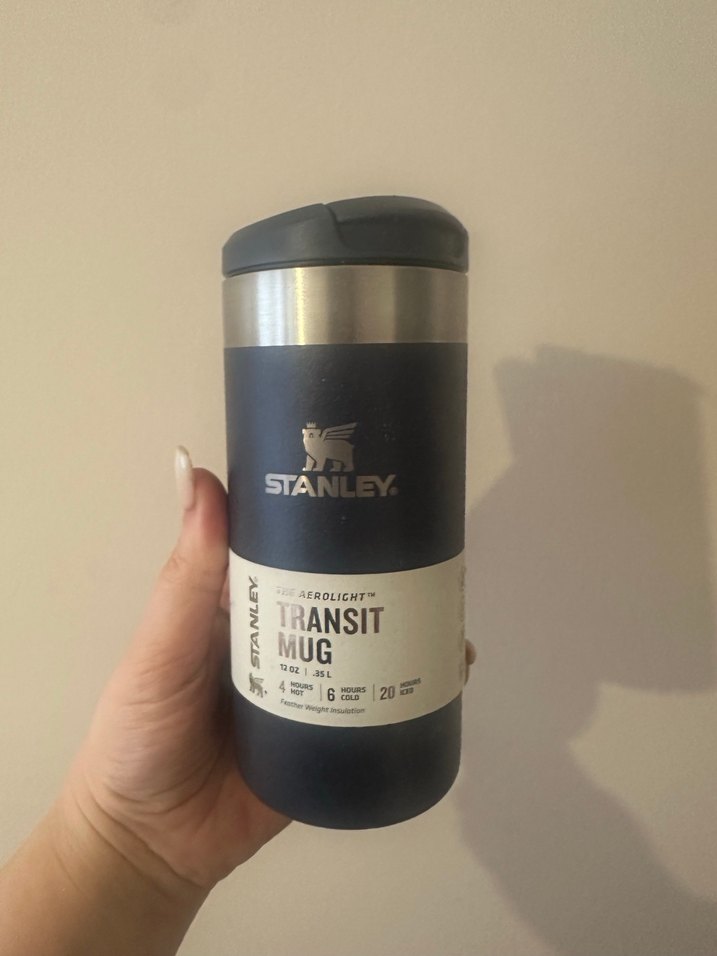 STANLEY.
STANLEY.
THE AEROLIGHT™
TRANSIT
MUG
12 OZ | .35 L
4 HOURS HOT | 6 HOURS COLD | 20 HOURS ICED
Feather Weight Insulation